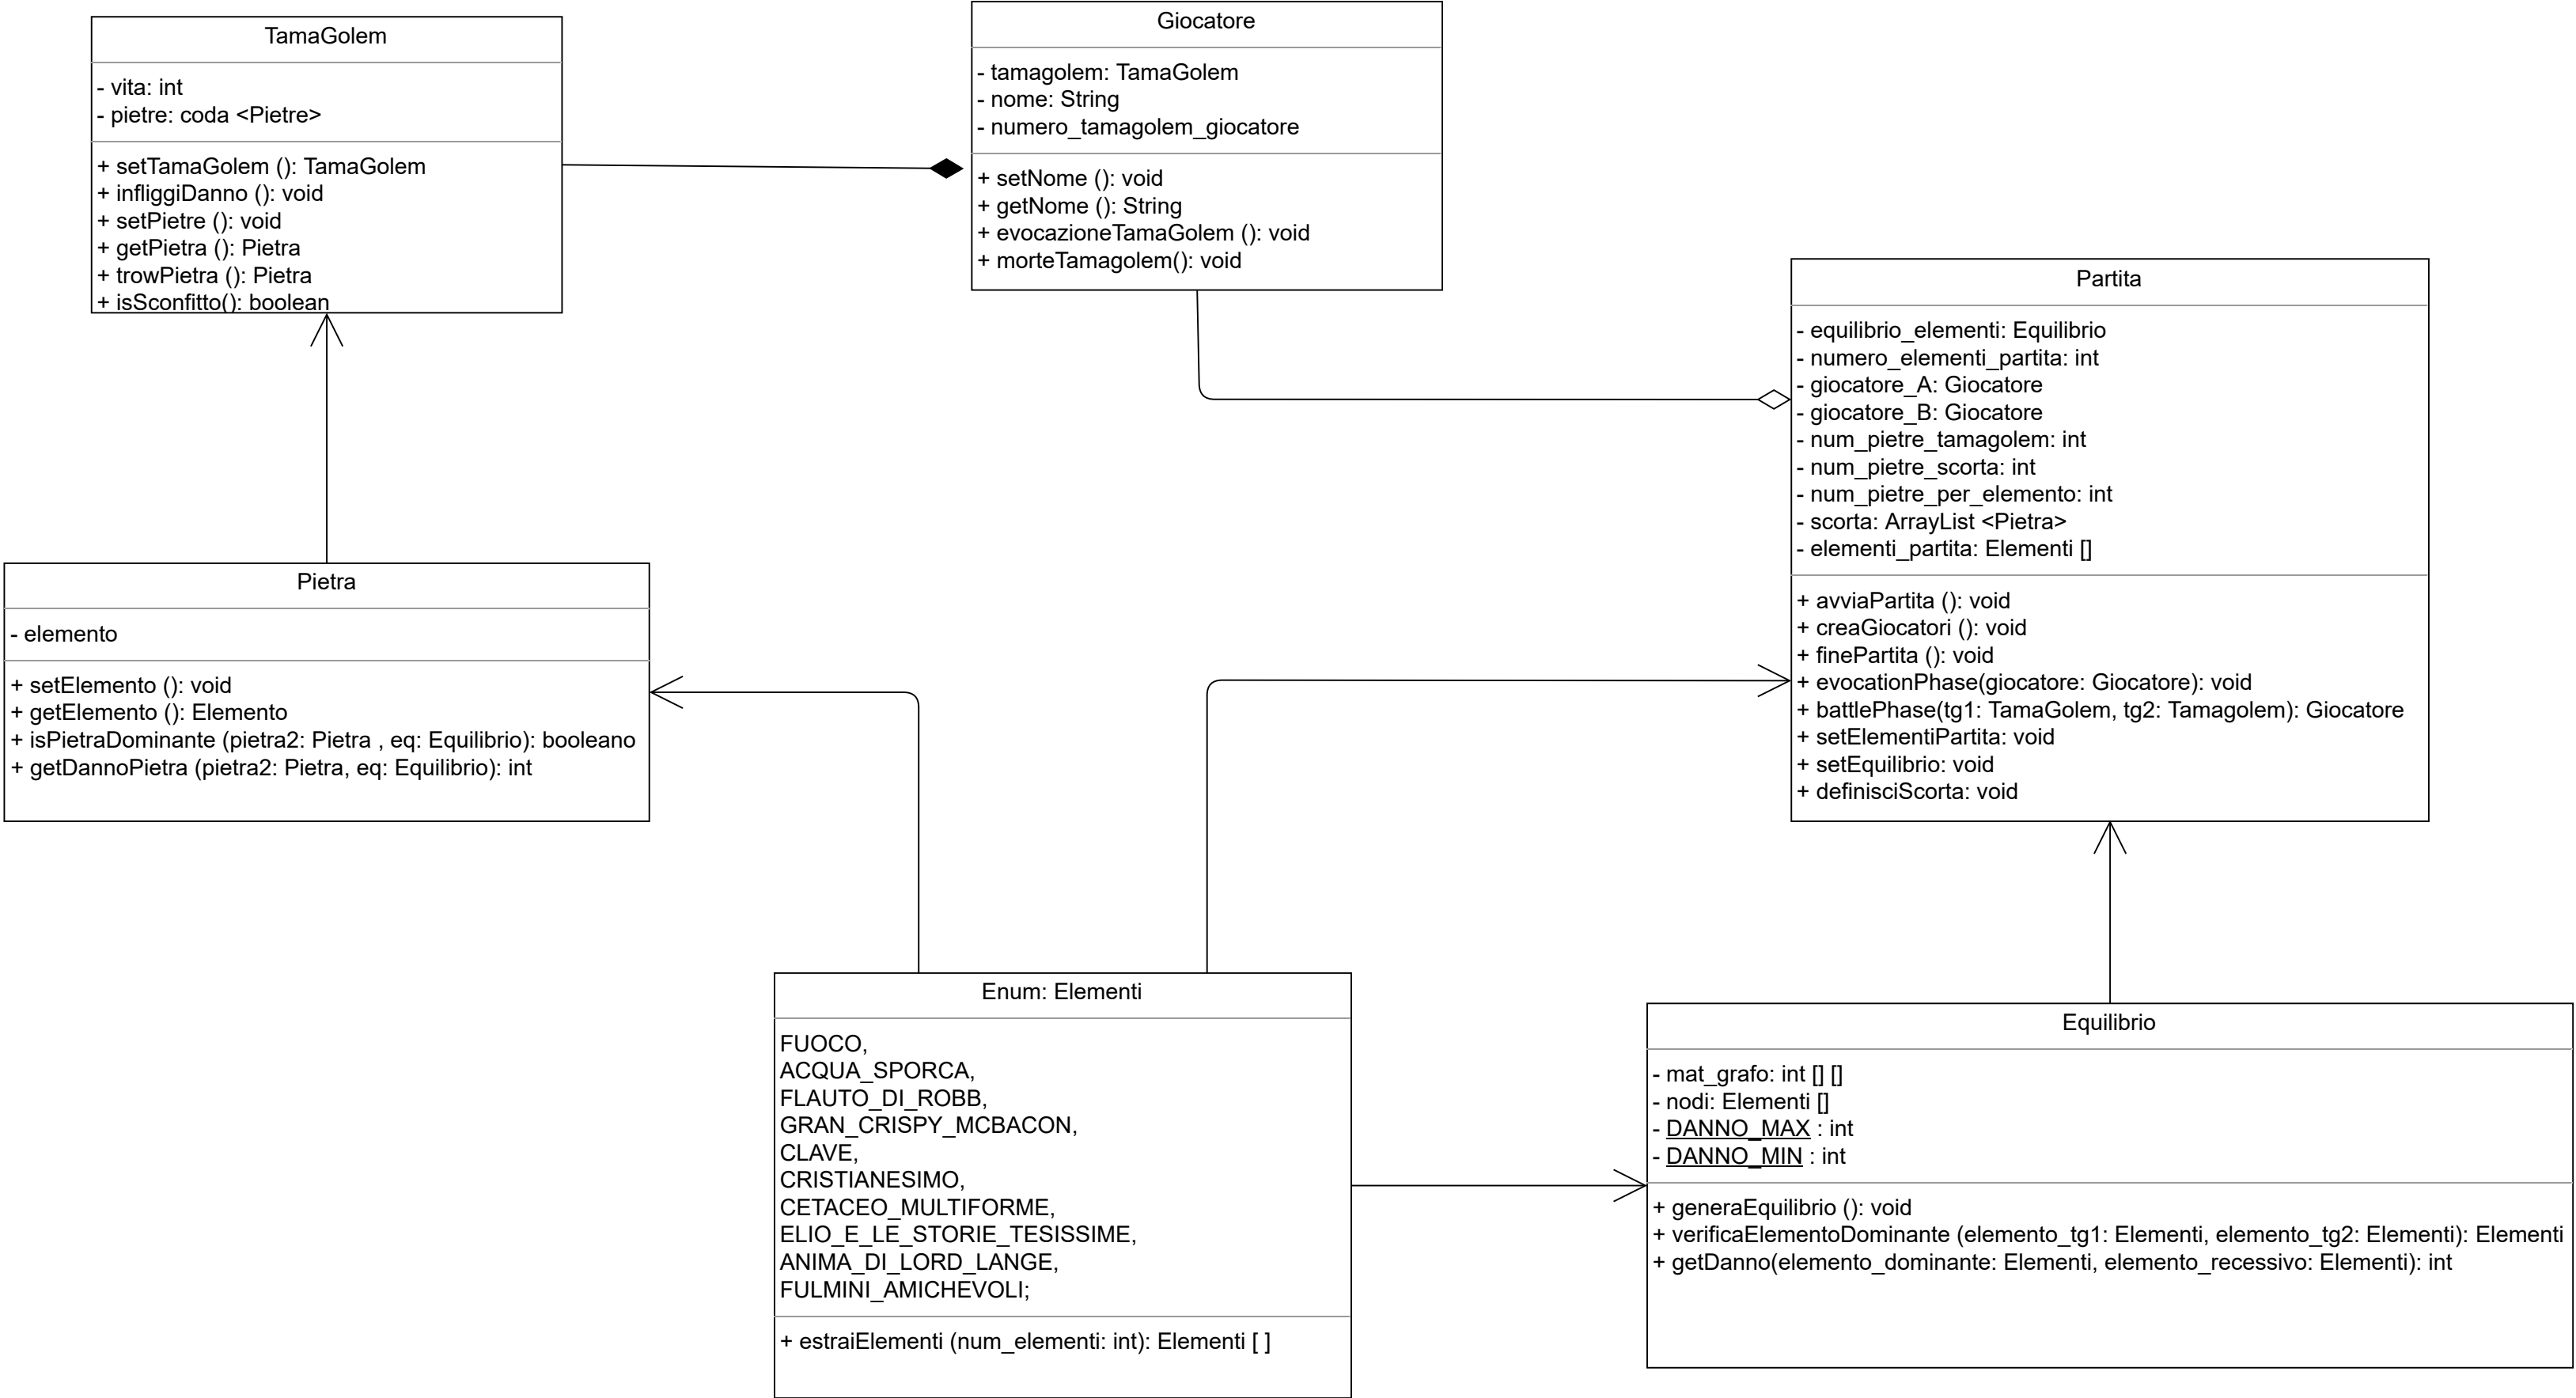 TamaGolem
- vita: int
- pietre: coda <Pietre>
+ setTamaGolem (): TamaGolem
+ infliggiDanno (): void
+ setPietre (): void
+ getPietra (): Pietra
+ trowPietra (): Pietra
+ isSconfitto(): boolean
Giocatore
- tamagolem: TamaGolem
- nome: String
- numero_tamagolem_giocatore
+ setNome (): void
+ getNome (): String
+ evocazioneTamaGolem (): void
+ morteTamagolem(): void
Partita
- equilibrio_elementi: Equilibrio
- numero_elementi_partita: int
- giocatore_A: Giocatore
- giocatore_B: Giocatore
- num_pietre_tamagolem: int
- num_pietre_scorta: int
- num_pietre_per_elemento: int
- scorta: ArrayList <Pietra>
- elementi_partita: Elementi []
+ avviaPartita (): void
+ creaGiocatori (): void
+ finePartita (): void
+ evocationPhase(giocatore: Giocatore): void
+ battlePhase(tg1: TamaGolem, tg2: Tamagolem): Giocatore
+ setElementiPartita: void
+ setEquilibrio: void
+ definisciScorta: void
Pietra
- elemento
+ setElemento (): void
+ getElemento (): Elemento
+ isPietraDominante (pietra2: Pietra , eq: Equilibrio): booleano
+ getDannoPietra (pietra2: Pietra, eq: Equilibrio): int
Enum: Elementi
FUOCO,
ACQUA_SPORCA,
FLAUTO_DI_ROBB,
GRAN_CRISPY_MCBACON,
CLAVE,
CRISTIANESIMO,
CETACEO_MULTIFORME,
ELIO_E_LE_STORIE_TESISSIME,
ANIMA_DI_LORD_LANGE,
FULMINI_AMICHEVOLI;
+ estraiElementi (num_elementi: int): Elementi [ ]
Equilibrio
- mat_grafo: int [] []
- nodi: Elementi []
- DANNO_MAX : int
- DANNO_MIN : int
+ generaEquilibrio (): void
+ verificaElementoDominante (elemento_tg1: Elementi, elemento_tg2: Elementi): Elementi
+ getDanno(elemento_dominante: Elementi, elemento_recessivo: Elementi): int